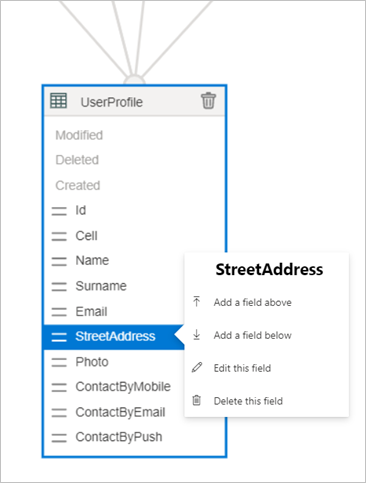 UserProfile
Modified
Deleted
Created
Id
Cell
Name
Surname
Email
StreetAddress
Photo
ContactByMobile
ContactByEmail
ContactByPush
StreetAddress
Add a field above
Add a field below
Edit this field
Delete this field